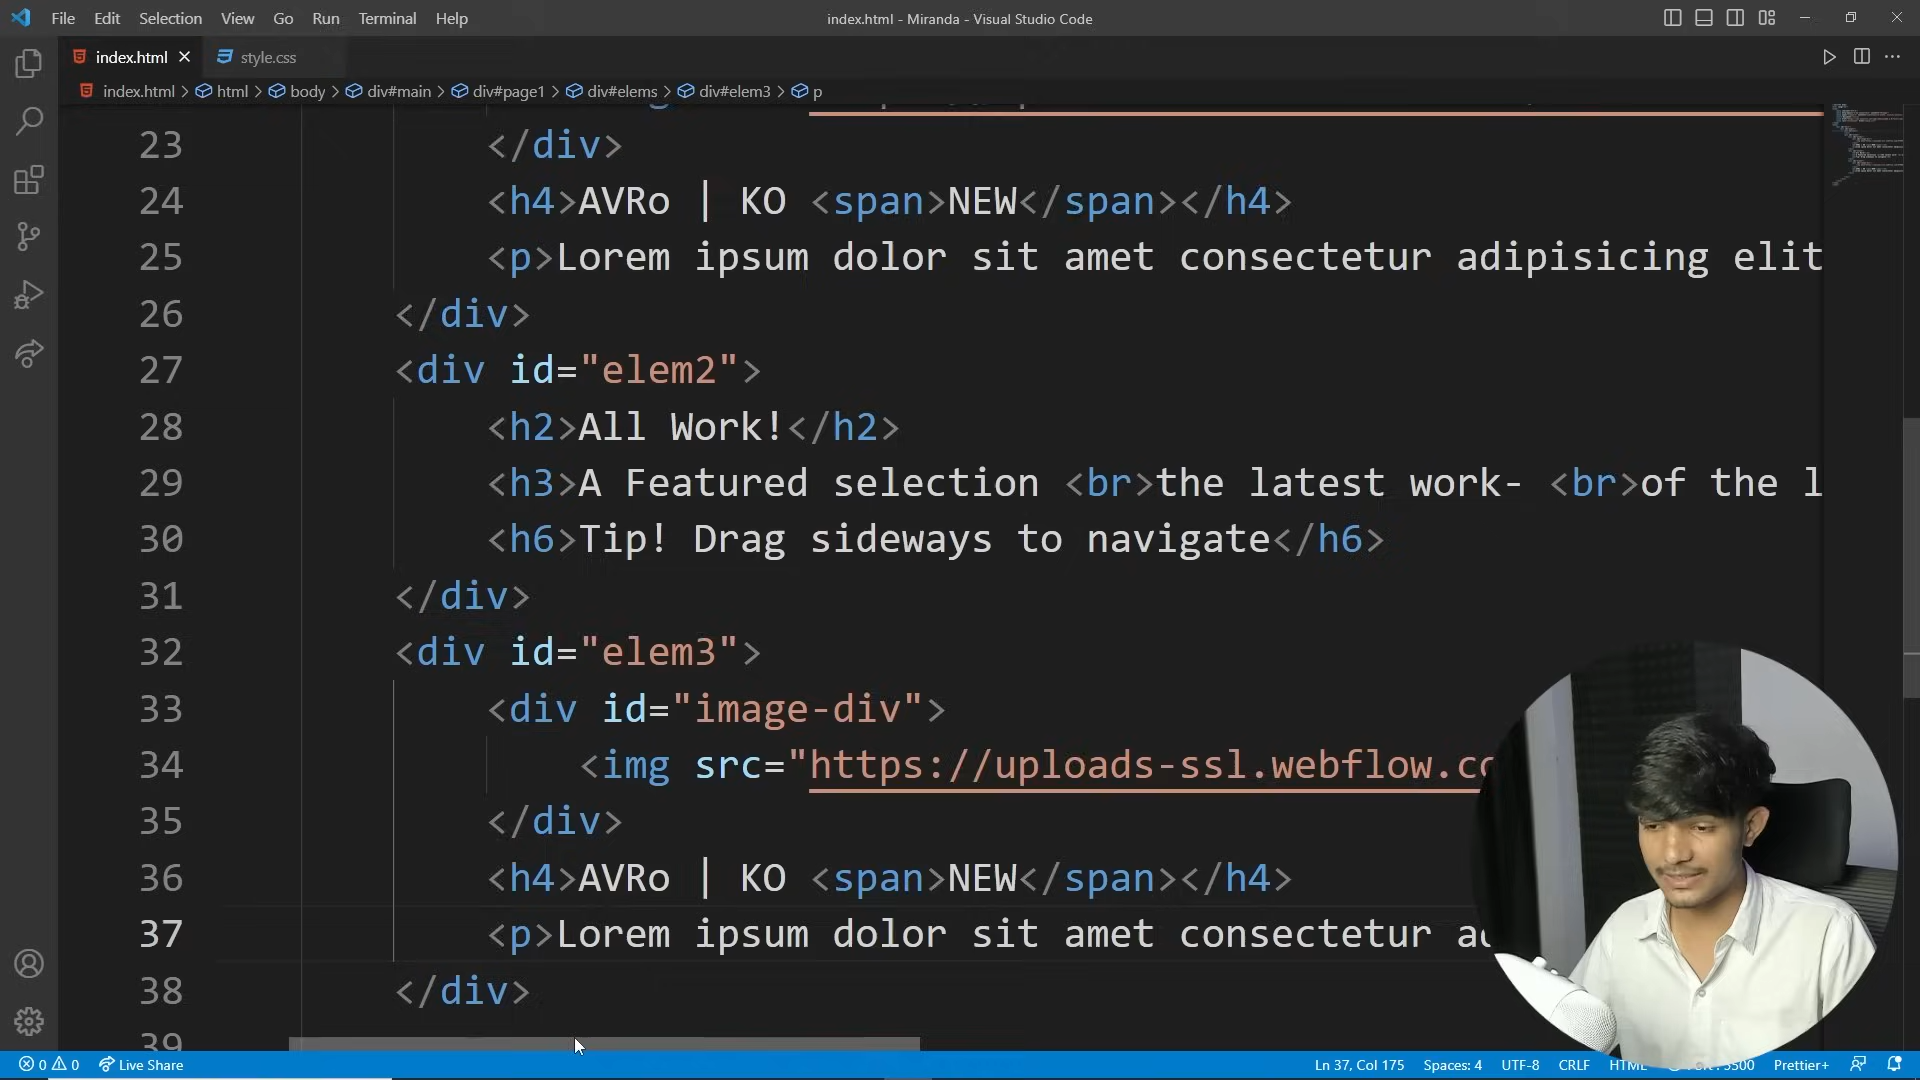 File Edit Selection View Go Run Terminal Help
index.html - Miranda - Visual Studio Code
index.html style.css
index.html > html > body > div#main > div#page1 > div#elems > div#elem3 > p
23 </div>
24 <h4>AVRo | KO <span>NEW</span></h4>
25 <p>Lorem ipsum dolor sit amet consectetur adipisicing elit
26 </div>
27 <div id="elem2">
28 <h2>All Work!</h2>
29 <h3>A Featured selection <br>the latest work- <br>of the l
30 <h6>Tip! Drag sideways to navigate</h6>
31 </div>
32 <div id="elem3">
33 <div id="image-div">
34 <img src="https://uploads-ssl.webflow.co
35 </div>
36 <h4>AVRo | KO <span>NEW</span></h4>
37 <p>Lorem ipsum dolor sit amet consectetur
38 </div>
39
0 0 Live Share Ln 37, Col 175 Spaces: 4 UTF-8 CRLF HTML Prettier+